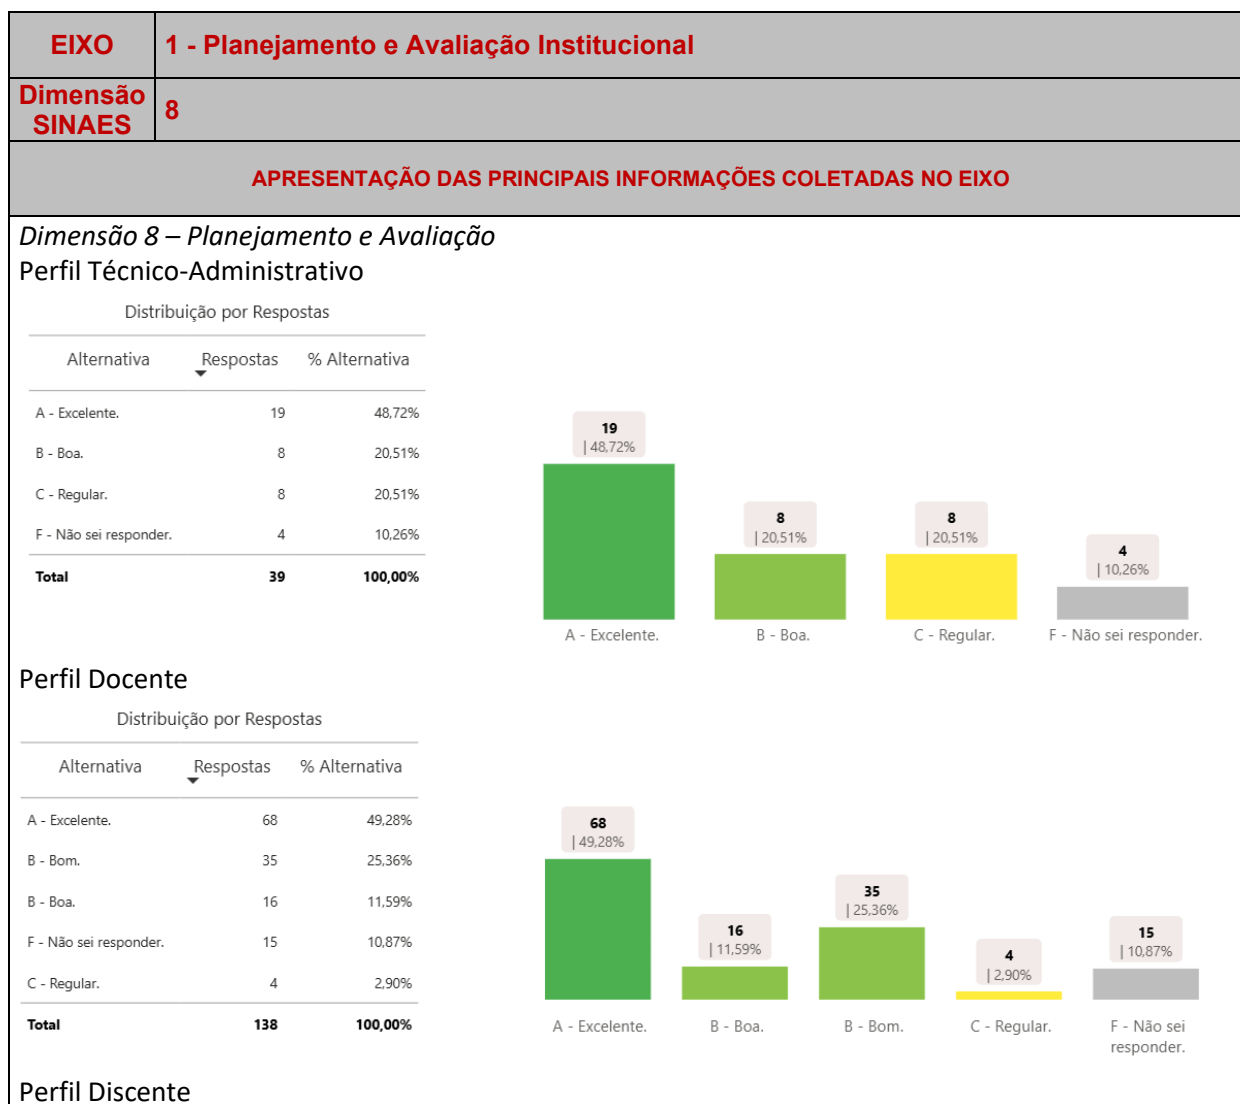 EIXO 1 - Planejamento e Avaliação Institucional
Dimensão SINAES 8
APRESENTAÇÃO DAS PRINCIPAIS INFORMAÇÕES COLETADAS NO EIXO
Dimensão 8 – Planejamento e Avaliação
Perfil Técnico-Administrativo
Distribuição por Respostas
Alternativa Respostas % Alternativa
A - Excelente. 19 48,72%
B - Boa. 8 20,51%
C - Regular. 8 20,51%
F - Não sei responder. 4 10,26%
Total 39 100,00%
19
| 48,72%
8
| 20,51%
8
| 20,51%
4
| 10,26%
A - Excelente. B - Boa. C - Regular. F - Não sei responder.
Perfil Docente
Distribuição por Respostas
Alternativa Respostas % Alternativa
A - Excelente. 68 49,28%
B - Bom. 35 25,36%
B - Boa. 16 11,59%
F - Não sei responder. 15 10,87%
C - Regular. 4 2,90%
Total 138 100,00%
68
| 49,28%
16
| 11,59%
35
| 25,36%
4
| 2,90%
15
| 10,87%
A - Excelente. B - Boa. B - Bom. C - Regular. F - Não sei
responder.
Perfil Discente